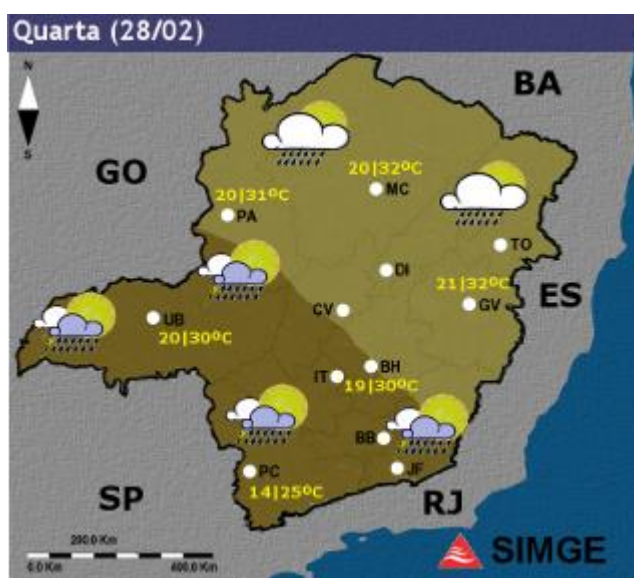 Quarta (28/02)
N
S
BA
GO
20|32ºC
MC
20|31ºC
PA
TO
DI
21|32ºC
GV
ES
CV
UB
20|30ºC
BH
IT
19|30ºC
BB
JF
PC
14|25ºC
SP
RJ
200.0 Km
0.0 Km
400.0 Km
SIMGE